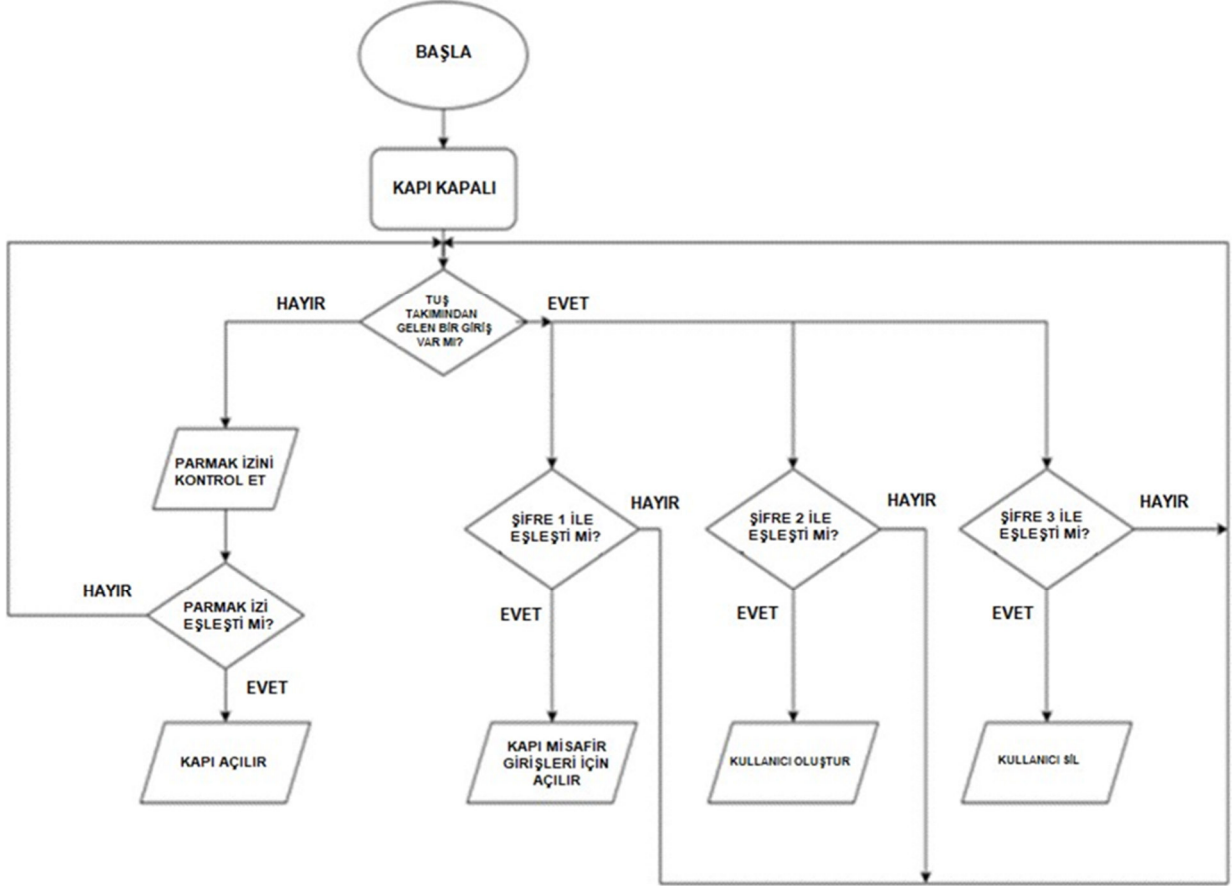 BAŞLA
KAPI KAPALI
HAYIR
EVET
TUŞ
TAKIMINDAN
GELEN BİR GİRİŞ
VAR MI?
PARMAK İZİNİ
KONTROL ET
ŞİFRE 1 İLE
EŞLEŞTİ Mİ?
HAYIR
ŞİFRE 2 İLE
EŞLEŞTİ Mİ?
HAYIR
ŞİFRE 3 İLE
EŞLEŞTİ Mİ?
HAYIR
HAYIR
PARMAK İZİ
EŞLEŞTİ Mİ?
EVET
EVET
EVET
EVET
KAPI AÇILIR
KAPI MİSAFİR
GİRİŞLERİ İÇİN
AÇILIR
KULLANICI OLUŞTUR
KULLANICI SİL